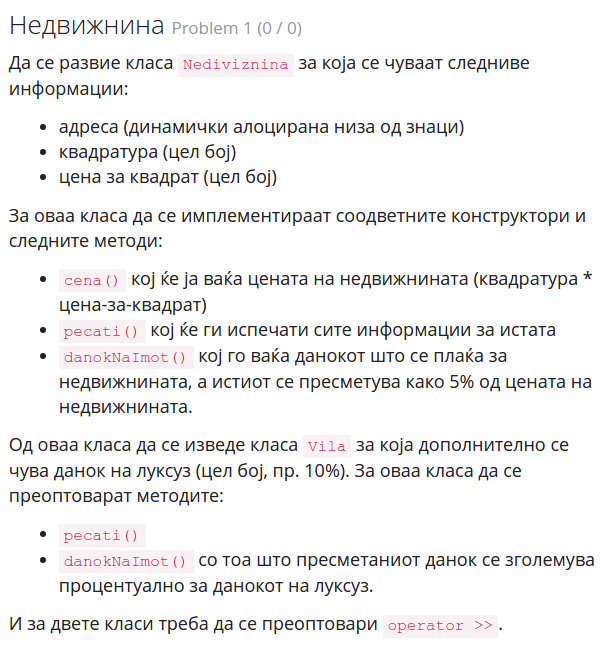 Недвижнина Problem 1 (0 / 0)
Да се развие класа Nediviznina за која се чуваат следниве
информации:
• адреса (динамички алоцирана низа од знаци)
• квадратура (цел бој)
• цена за квадрат (цел бој)
За оваа класа да се имплементираат соодветните конструктори и
следните методи:
• cena() кој ќе ја ваќа цената на недвижнината (квадратура *
цена-за-квадрат)
• pecati() кој ќе ги испечати сите информации за истата
• danokNaImot() кој го ваќа данокот што се плаќа за
недвижнината, а истиот се пресметува како 5% од цената на
недвижнината.
Од оваа класа да се изведе класа Vila за која дополнително се
чува данок на луксуз (цел бој, пр. 10%). За оваа класа да се
преоптоварат методите:
• pecati()
• danokNaImot() со тоа што пресметаниот данок се зголемува
процентуално за данокот на луксуз.
И за двете класи треба да се преоптовари operator >>.